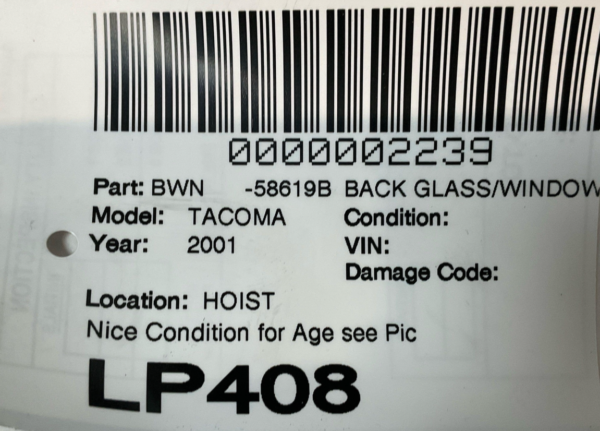 0000002239
Part: BWN -58619B BACK GLASS/WINDOW
Model: TACOMA Condition:
Year: 2001 VIN:
Damage Code:
Location: HOIST
Nice Condition for Age see Pic
LP408